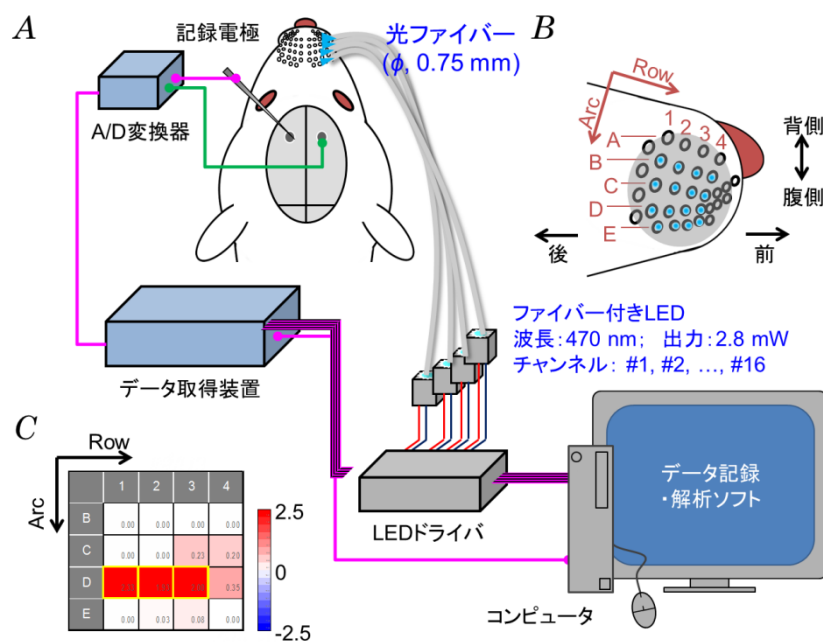 A
記録電極
光ファイバー
(ϕ, 0.75 mm)
A/D変換器
B
Row
Arc
1
2
3
4
A
B
C
D
E
背側
腹側
後
前
ファイバー付きLED
波長:470 nm; 出力:2.8 mW
チャンネル: #1, #2, …, #16
データ取得装置
LEDドライバ
データ記録
・解析ソフト
コンピュータ
C
Row
Arc
1 2 3 4
B 0.00 0.00 0.00 0.00
C 0.00 0.00 0.23 0.20
D 0.35
E 0.00 0.03 0.08 0.00
2.5
0
-2.5